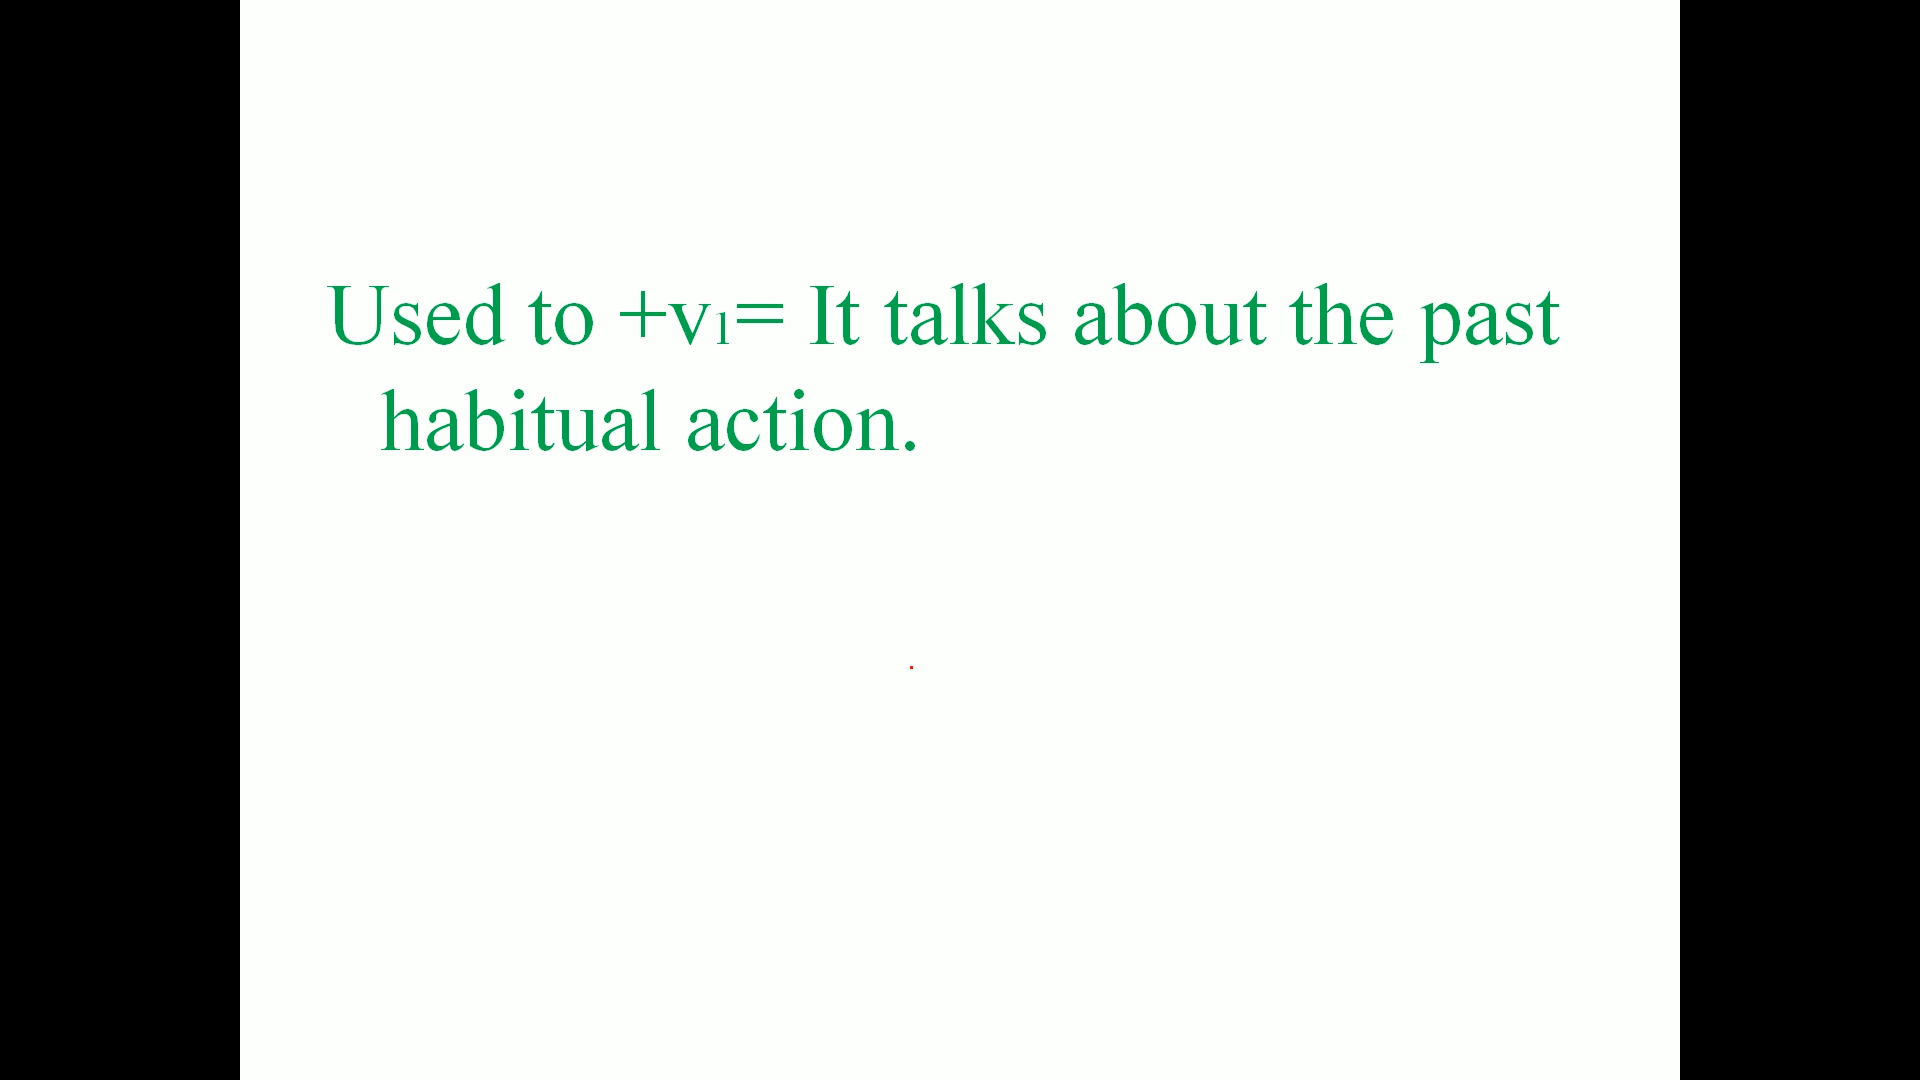 Used to +v₁= It talks about the past
habitual action.